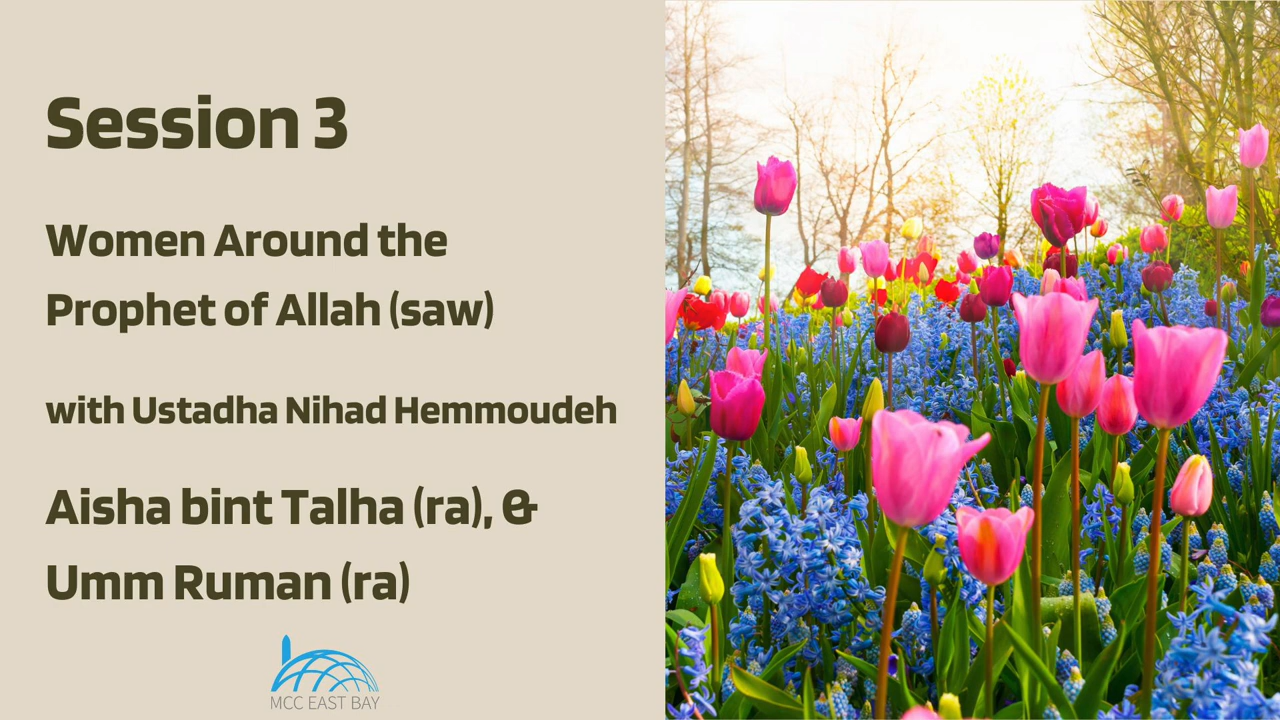 Session 3
Women Around the
Prophet of Allah (saw)
with Ustadha Nihad Hemmoudeh
Aisha bint Talha (ra), &
Umm Ruman (ra)
MCC EAST BAY